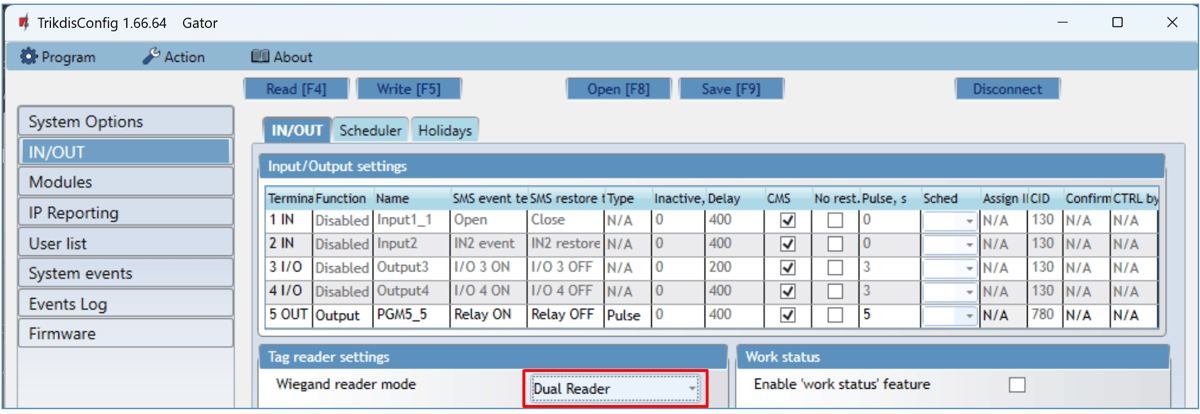 TrikdisConfig 1.66.64 Gator
Program Action About
Read [F4] Write [F5] Open [F8] Save [F9] Disconnect
System Options
IN/OUT
Modules
IP Reporting
User list
System events
Events Log
Firmware
IN/OUT Scheduler Holidays
Input/Output settings
Termina Function Name SMS event te SMS restore t Type Inactive, Delay CMS No rest. Pulse, s Sched Assign I CID Confirm CTRL by
1 IN Disabled Input1_1 Open Close N/A 0 400 0 N/A 130 N/A N/A
2 IN Disabled Input2 IN2 event IN2 restore N/A 0 400 0 N/A 130 N/A N/A
3 I/O Disabled Output3 I/O 3 ON I/O 3 OFF N/A 0 200 3 N/A 130 N/A N/A
4 I/O Disabled Output4 I/O 4 ON I/O 4 OFF N/A 0 400 3 N/A 130 N/A N/A
5 OUT Output PGM5_5 Relay ON Relay OFF Pulse 0 400 5 N/A 780 N/A N/A
Tag reader settings
Wiegand reader mode Dual Reader
Work status
Enable 'work status' feature